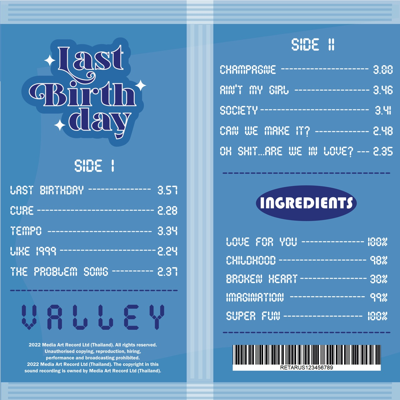 Last
Birth
day
SIDE I
LAST BIRTHDAY --------------- 3.57
CURE ----------------------------- 2.28
TEMPO --------------------------- 3.34
LIKE 1999 ------------------------ 2.24
THE PROBLEM SONG ---------- 2.37
VALLEY
2022 Media Art Record Ltd (Thailand). All rights reserved.
Unauthorised copying, reproduction, hiring,
performance and broadcasting prohibited.
2022 Media Art Record Ltd (Thailand). The copyright in this
sound recording is owned by Media Art Record Ltd (Thailand).
SIDE II
CHAMPAGNE ---------------------- 3.00
AIN'T MY GIRL ------------------- 3.46
SOCIETY -------------------------- 3.41
CAN WE MAKE IT? -------------- 2.48
OH SHIT...ARE WE IN LOVE? --- 2.35
INGREDIENTS
LOVE FOR YOU ---------------- 100%
CHILDHOOD --------------------- 98%
BROKEN HEART ---------------- 30%
IMAGINATION ------------------ 99%
SUPER FUN -------------------- 100%
RETARUS123456789